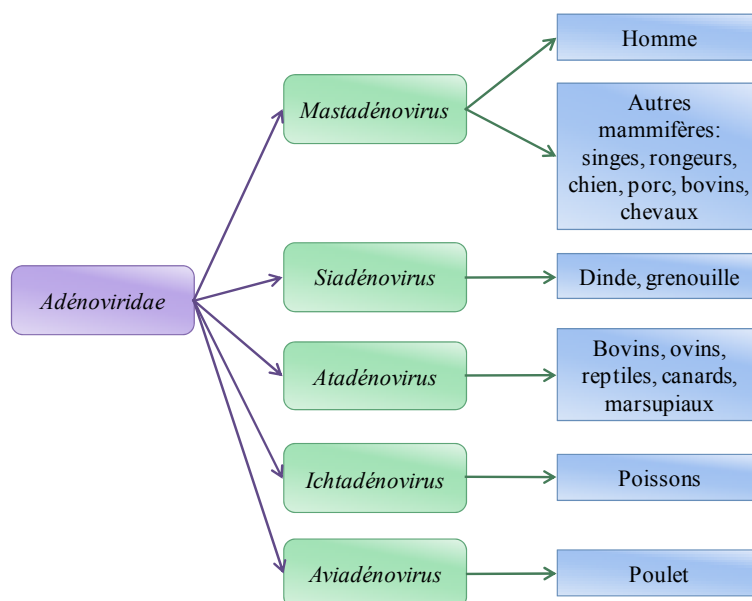 Homme
Mastadénovirus
Autres
mammifères:
singes, rongeurs,
chien, porc, bovins,
chevaux
Adénoviridae
Siadénovirus
Dinde, grenouille
Atadénovirus
Bovins, ovins,
reptiles, canards,
marsupiaux
Ichtadénovirus
Poissons
Aviadénovirus
Poulet